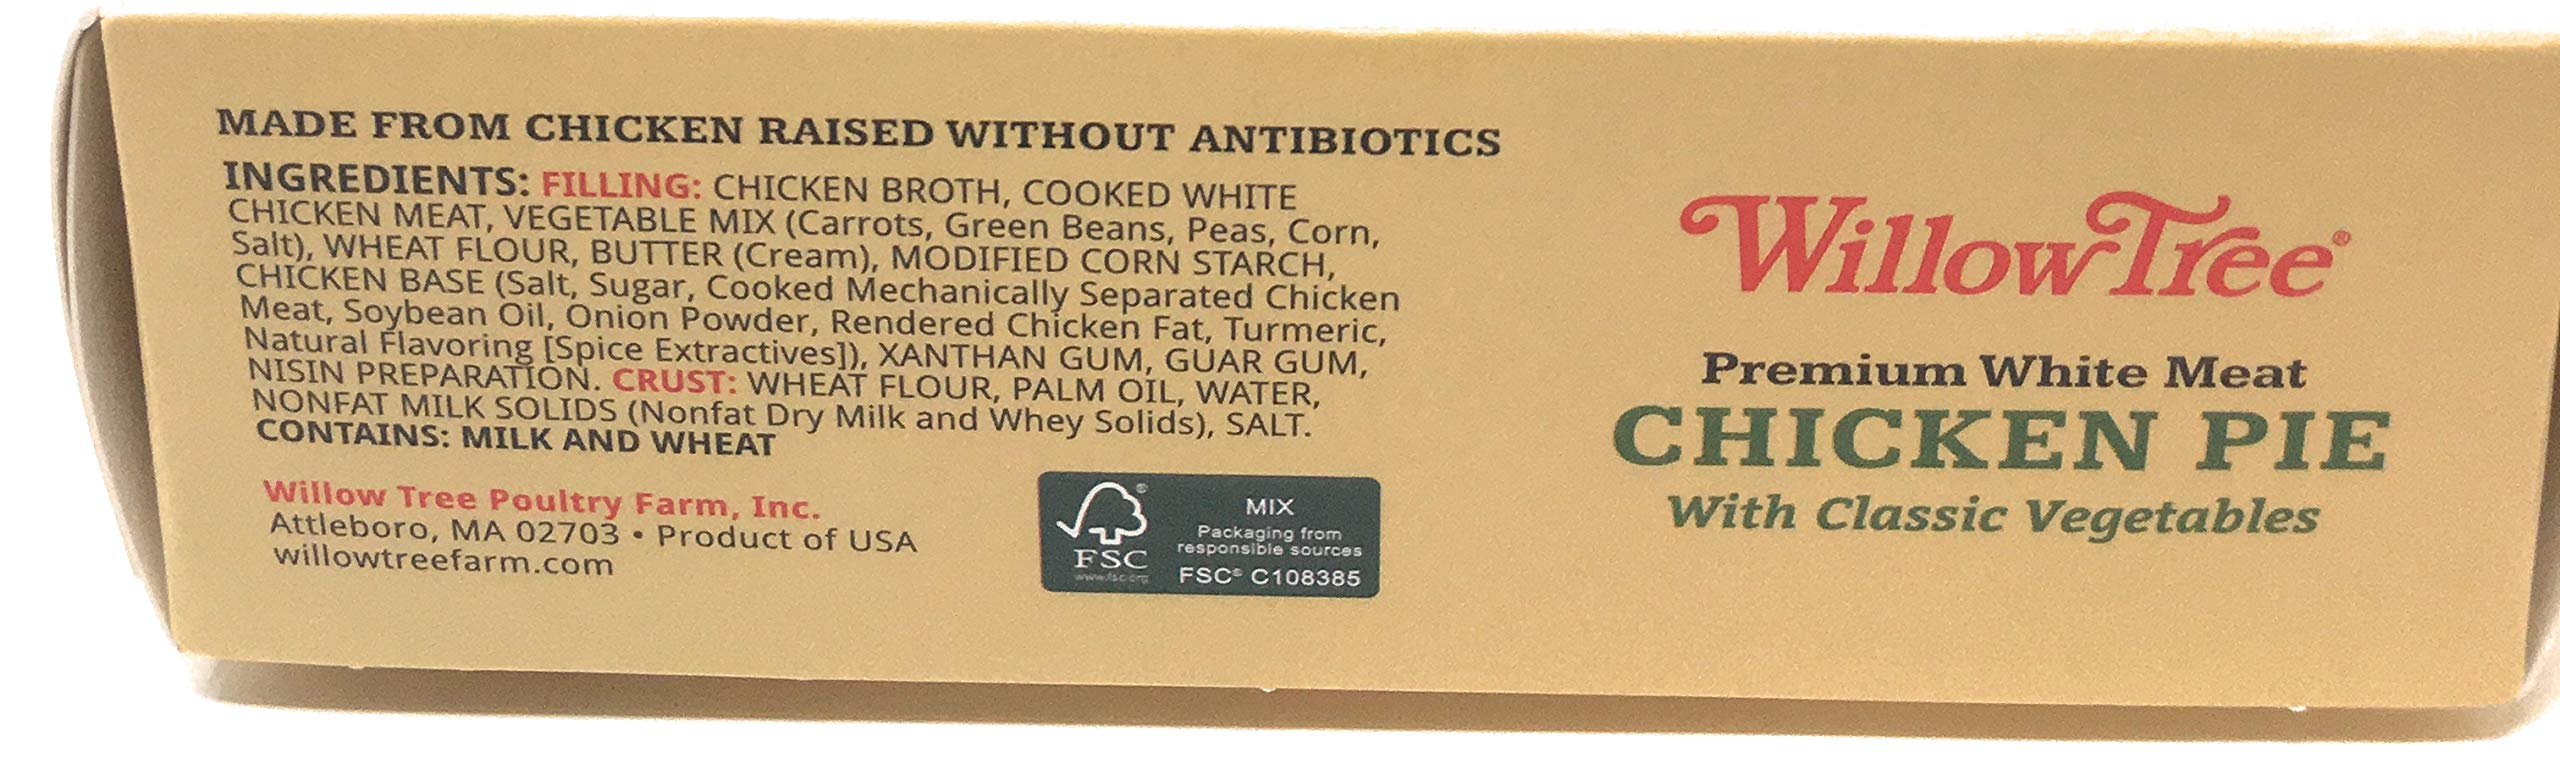 MADE FROM CHICKEN RAISED WITHOUT ANTIBIOTICS
INGREDIENTS: FILLING: CHICKEN BROTH, COOKED WHITE
CHICKEN MEAT, VEGETABLE MIX (Carrots, Green Beans, Peas, Corn,
Salt), WHEAT FLOUR, BUTTER (Cream), MODIFIED CORN STARCH,
CHICKEN BASE (Salt, Sugar, Cooked Mechanically Separated Chicken
Meat, Soybean Oil, Onion Powder, Rendered Chicken Fat, Turmeric,
Natural Flavoring [Spice Extractives]), XANTHAN GUM, GUAR GUM,
NISIN PREPARATION. CRUST: WHEAT FLOUR, PALM OIL, WATER,
NONFAT MILK SOLIDS (Nonfat Dry Milk and Whey Solids), SALT.
CONTAINS: MILK AND WHEAT
Willow Tree Poultry Farm, Inc.
Attleboro, MA 02703 • Product of USA
willowtreefarm.com
®
FSC
www.fsc.org
MIX
Packaging from
responsible sources
FSC® C108385
Willow Tree®
Premium White Meat
CHICKEN PIE
With Classic Vegetables